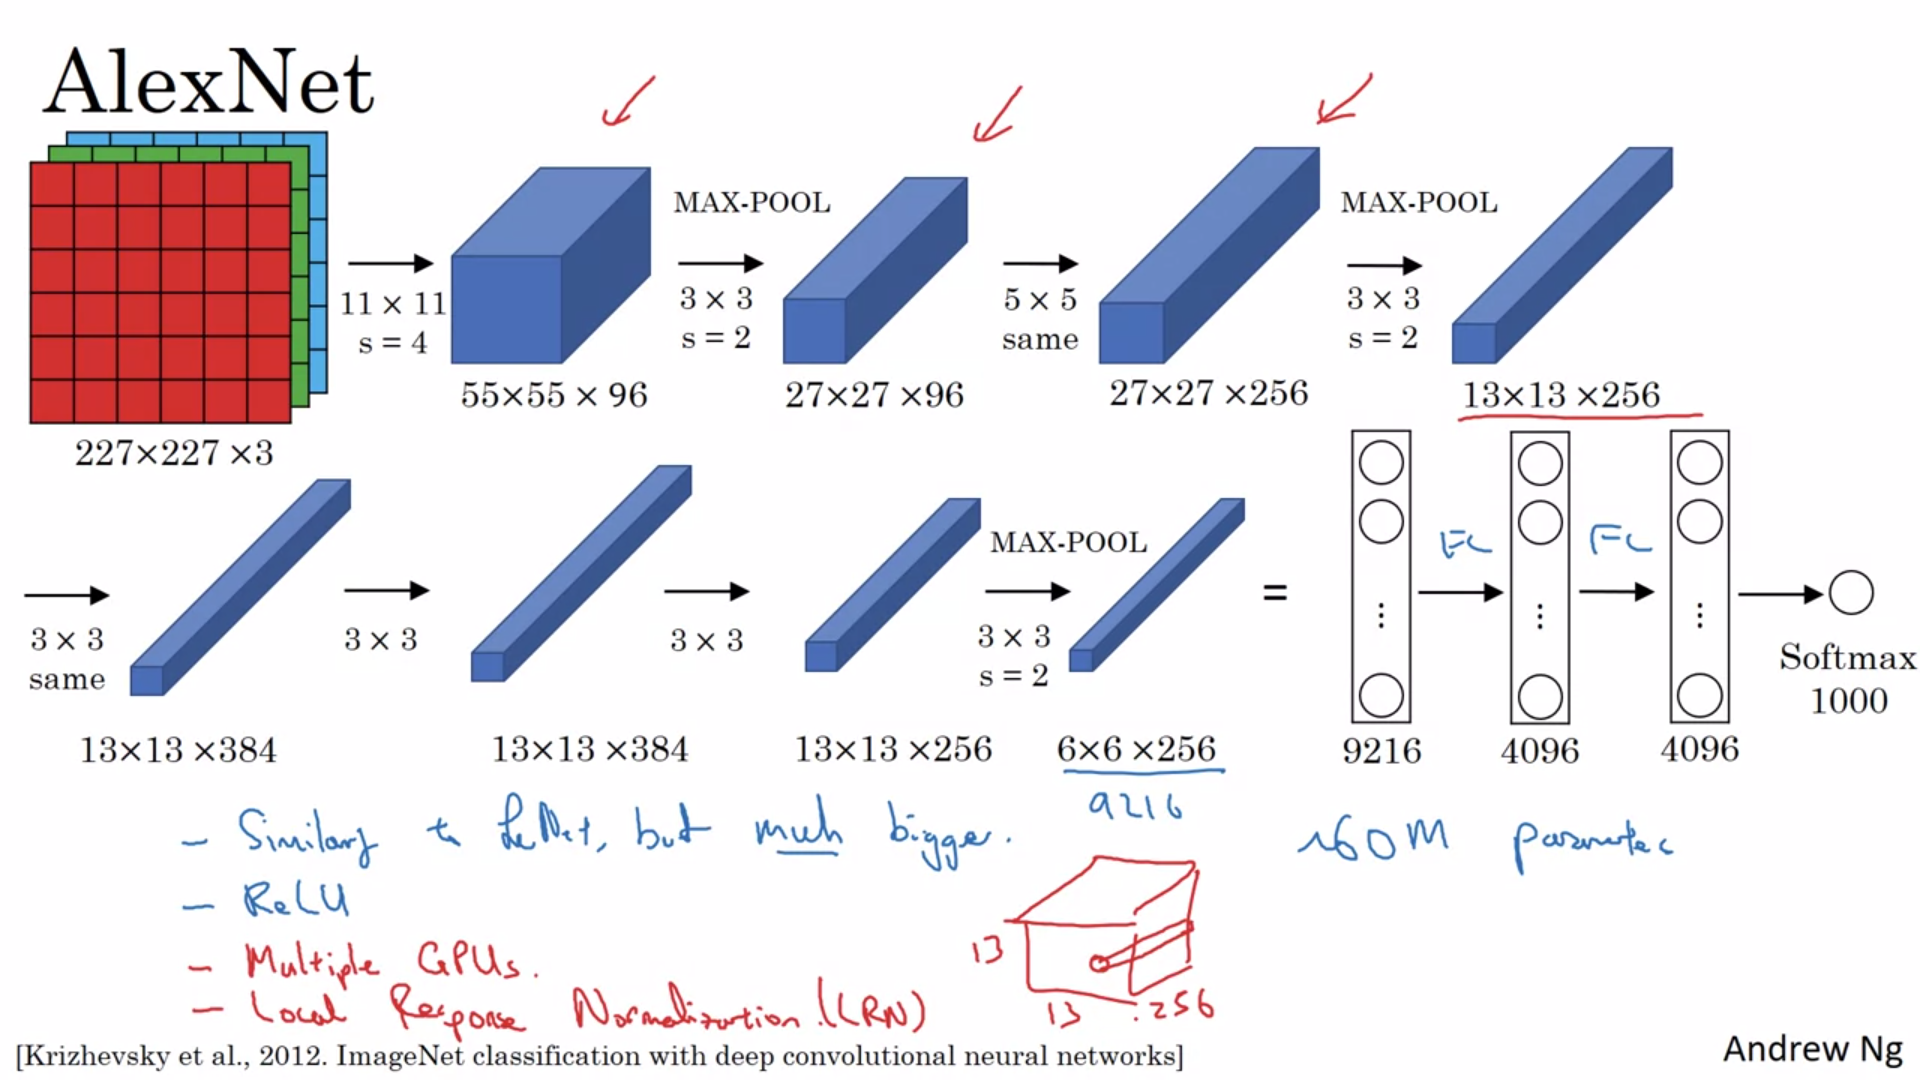 AlexNet
MAX-POOL
MAX-POOL
11 × 11
s = 4
3 × 3
s = 2
5 × 5
same
3 × 3
s = 2
227×227 ×3
55×55 × 96
27×27 ×96
27×27 ×256
13×13 ×256
MAX-POOL
FC
FC
3 × 3
same
3 × 3
3 × 3
3 × 3
s = 2
=
Softmax
1000
13×13 ×384
13×13 ×384
13×13 ×256
6×6 ×256
9216
4096
4096
9216
- Similary to LeNet, but much bigger.
~60M
- ReLU
- Multiple GPUs.
- Local Response Normalization (LRN)
13
13
256
[Krizhevsky et al., 2012. ImageNet classification with deep convolutional neural networks]
Andrew Ng